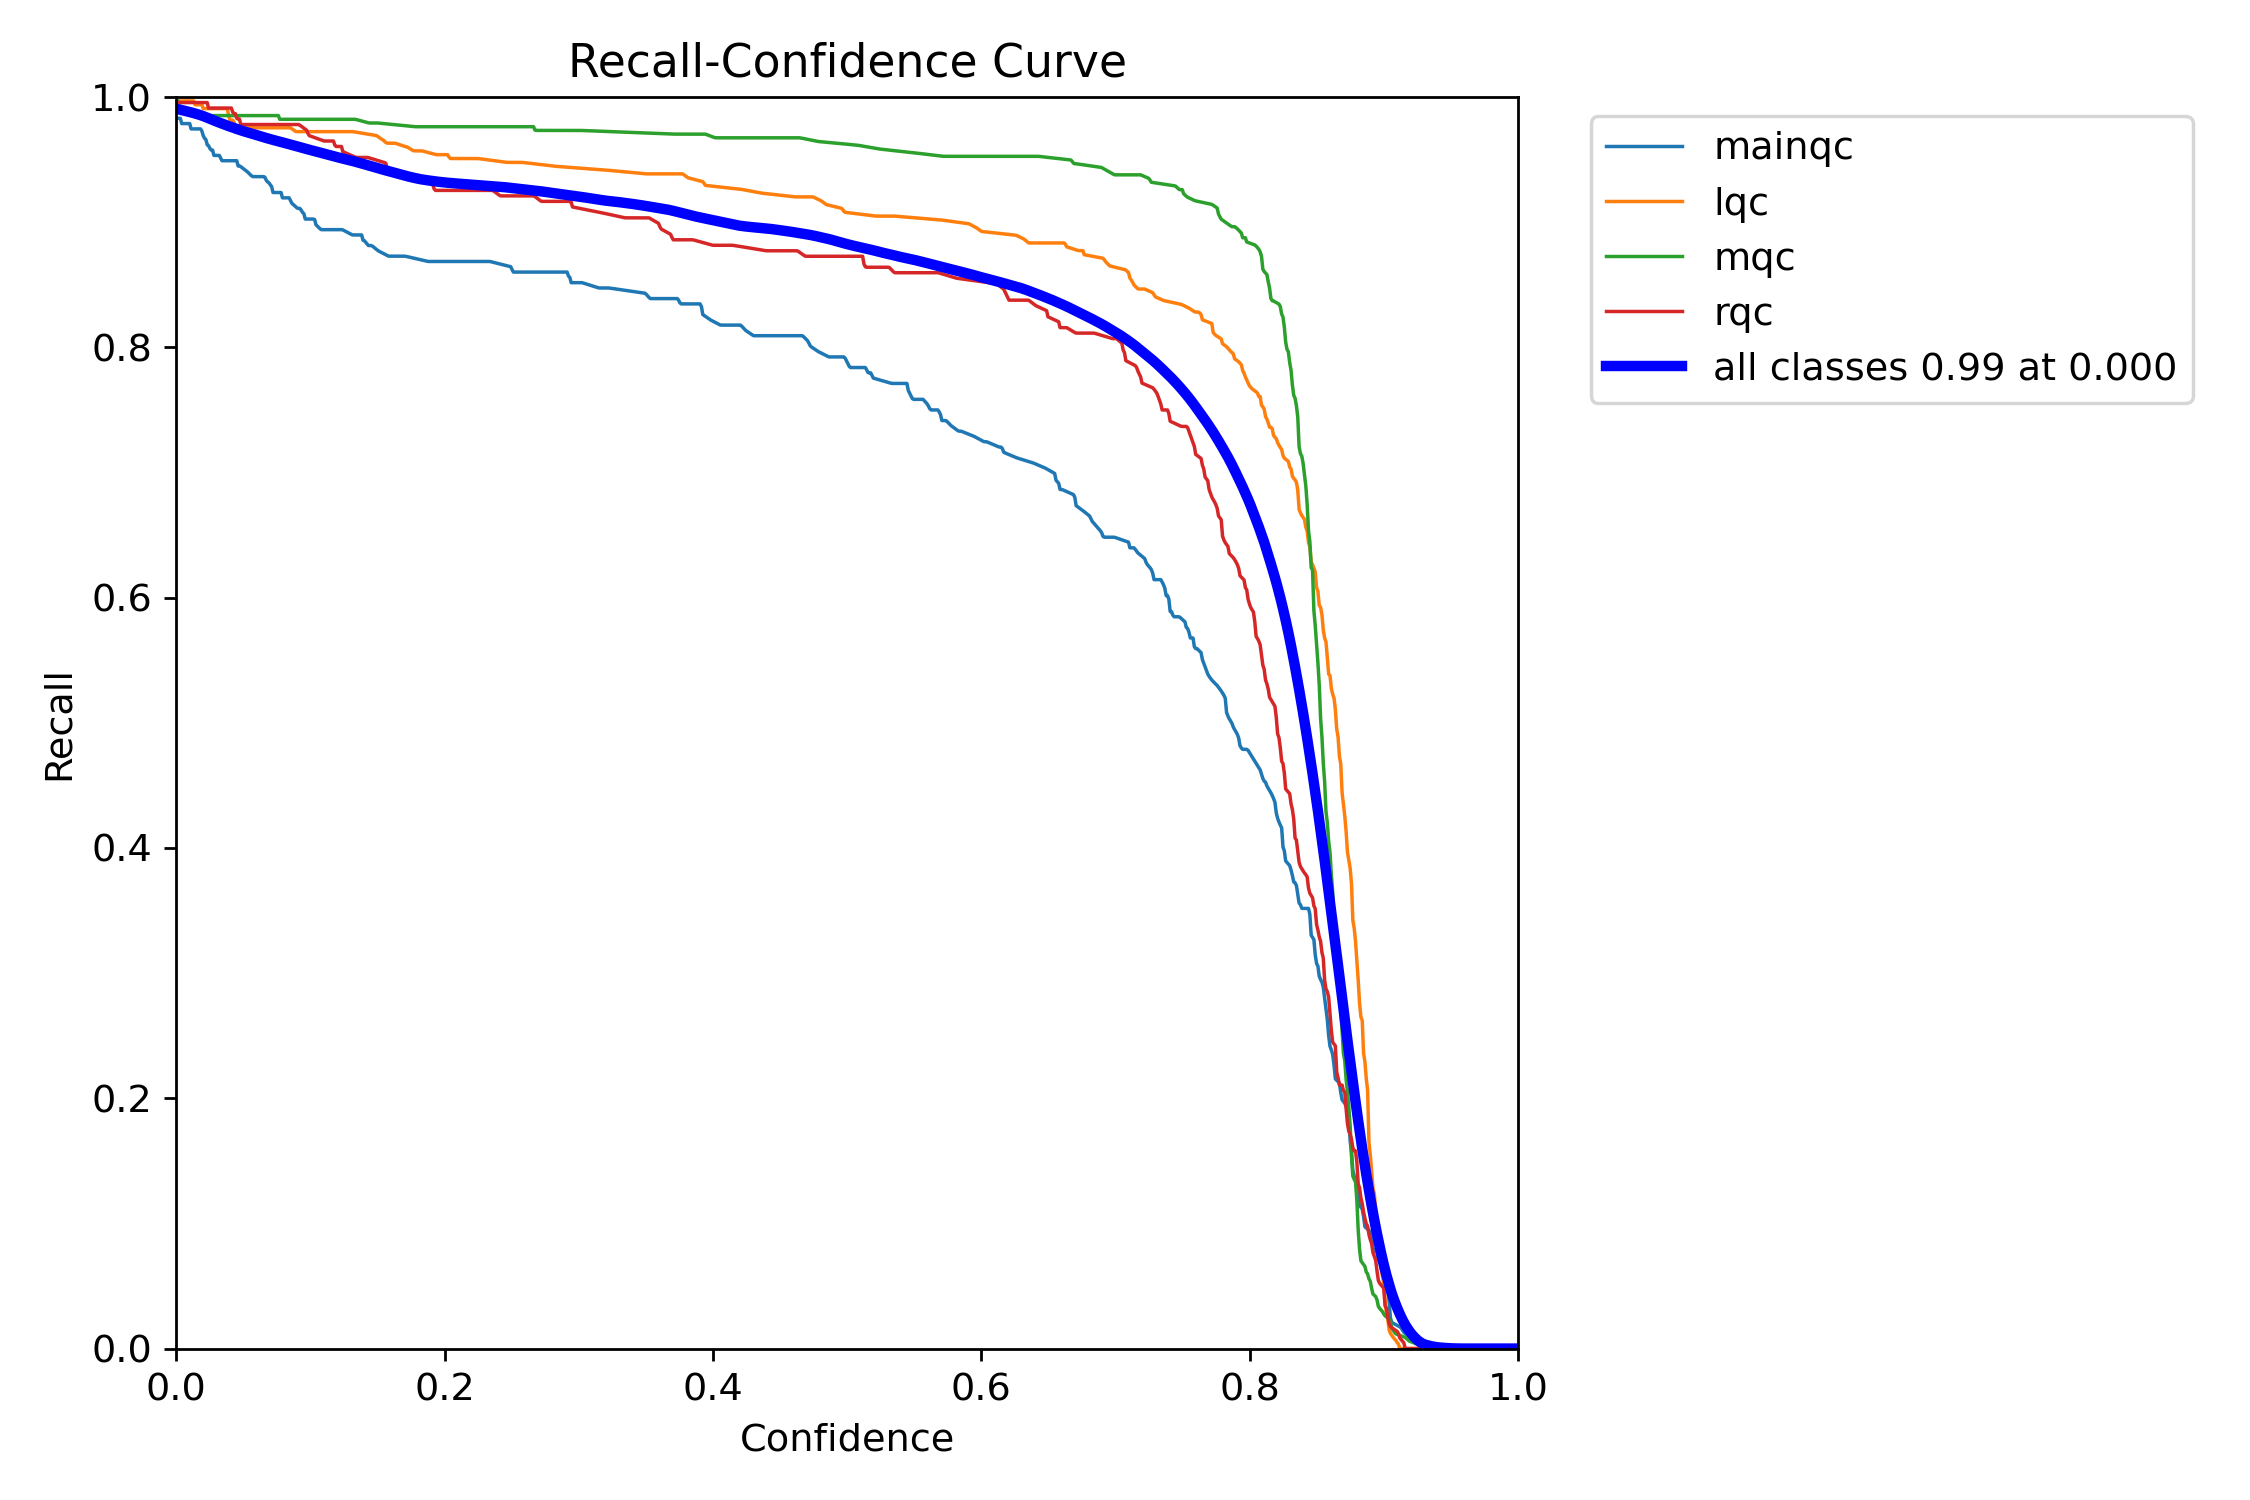 Recall-Confidence Curve
1.0
0.8
0.6
0.4
0.2
0.0
Recall
0.0 0.2 0.4 0.6 0.8 1.0
Confidence
mainqc
lqc
mqc
rqc
all classes 0.99 at 0.000